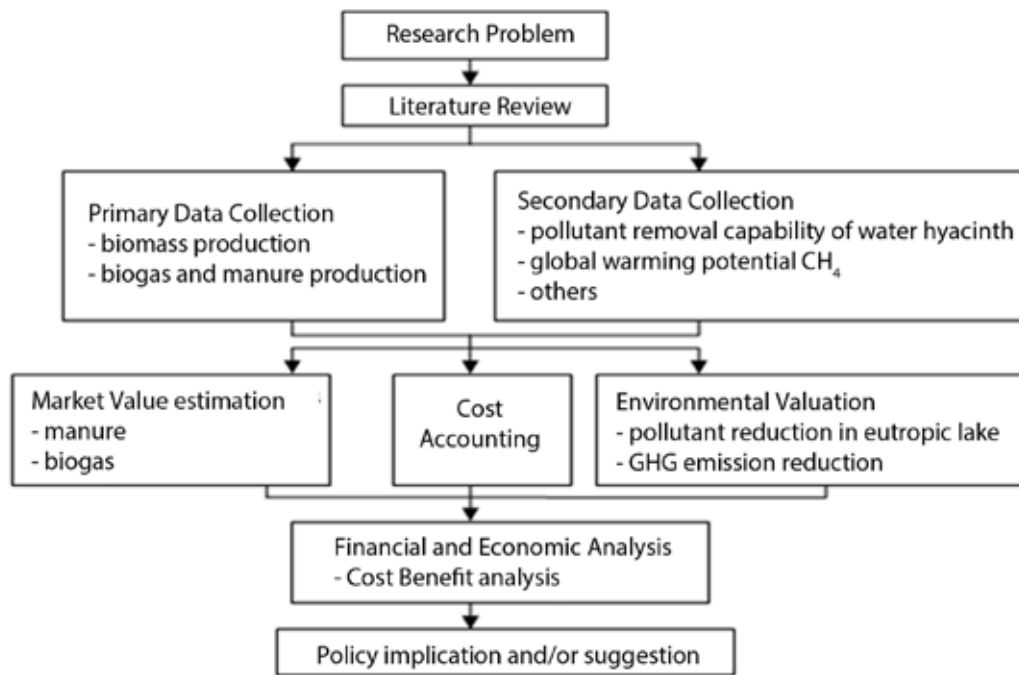 Research Problem
Literature Review
Primary Data Collection
- biomass production
- biogas and manure production
Secondary Data Collection
- pollutant removal capability of water hyacinth
- global warming potential CH₄
- others
Market Value estimation
- manure
- biogas
Cost
Accounting
Environmental Valuation
- pollutant reduction in eutropic lake
- GHG emission reduction
Financial and Economic Analysis
- Cost Benefit analysis
Policy implication and/or suggestion